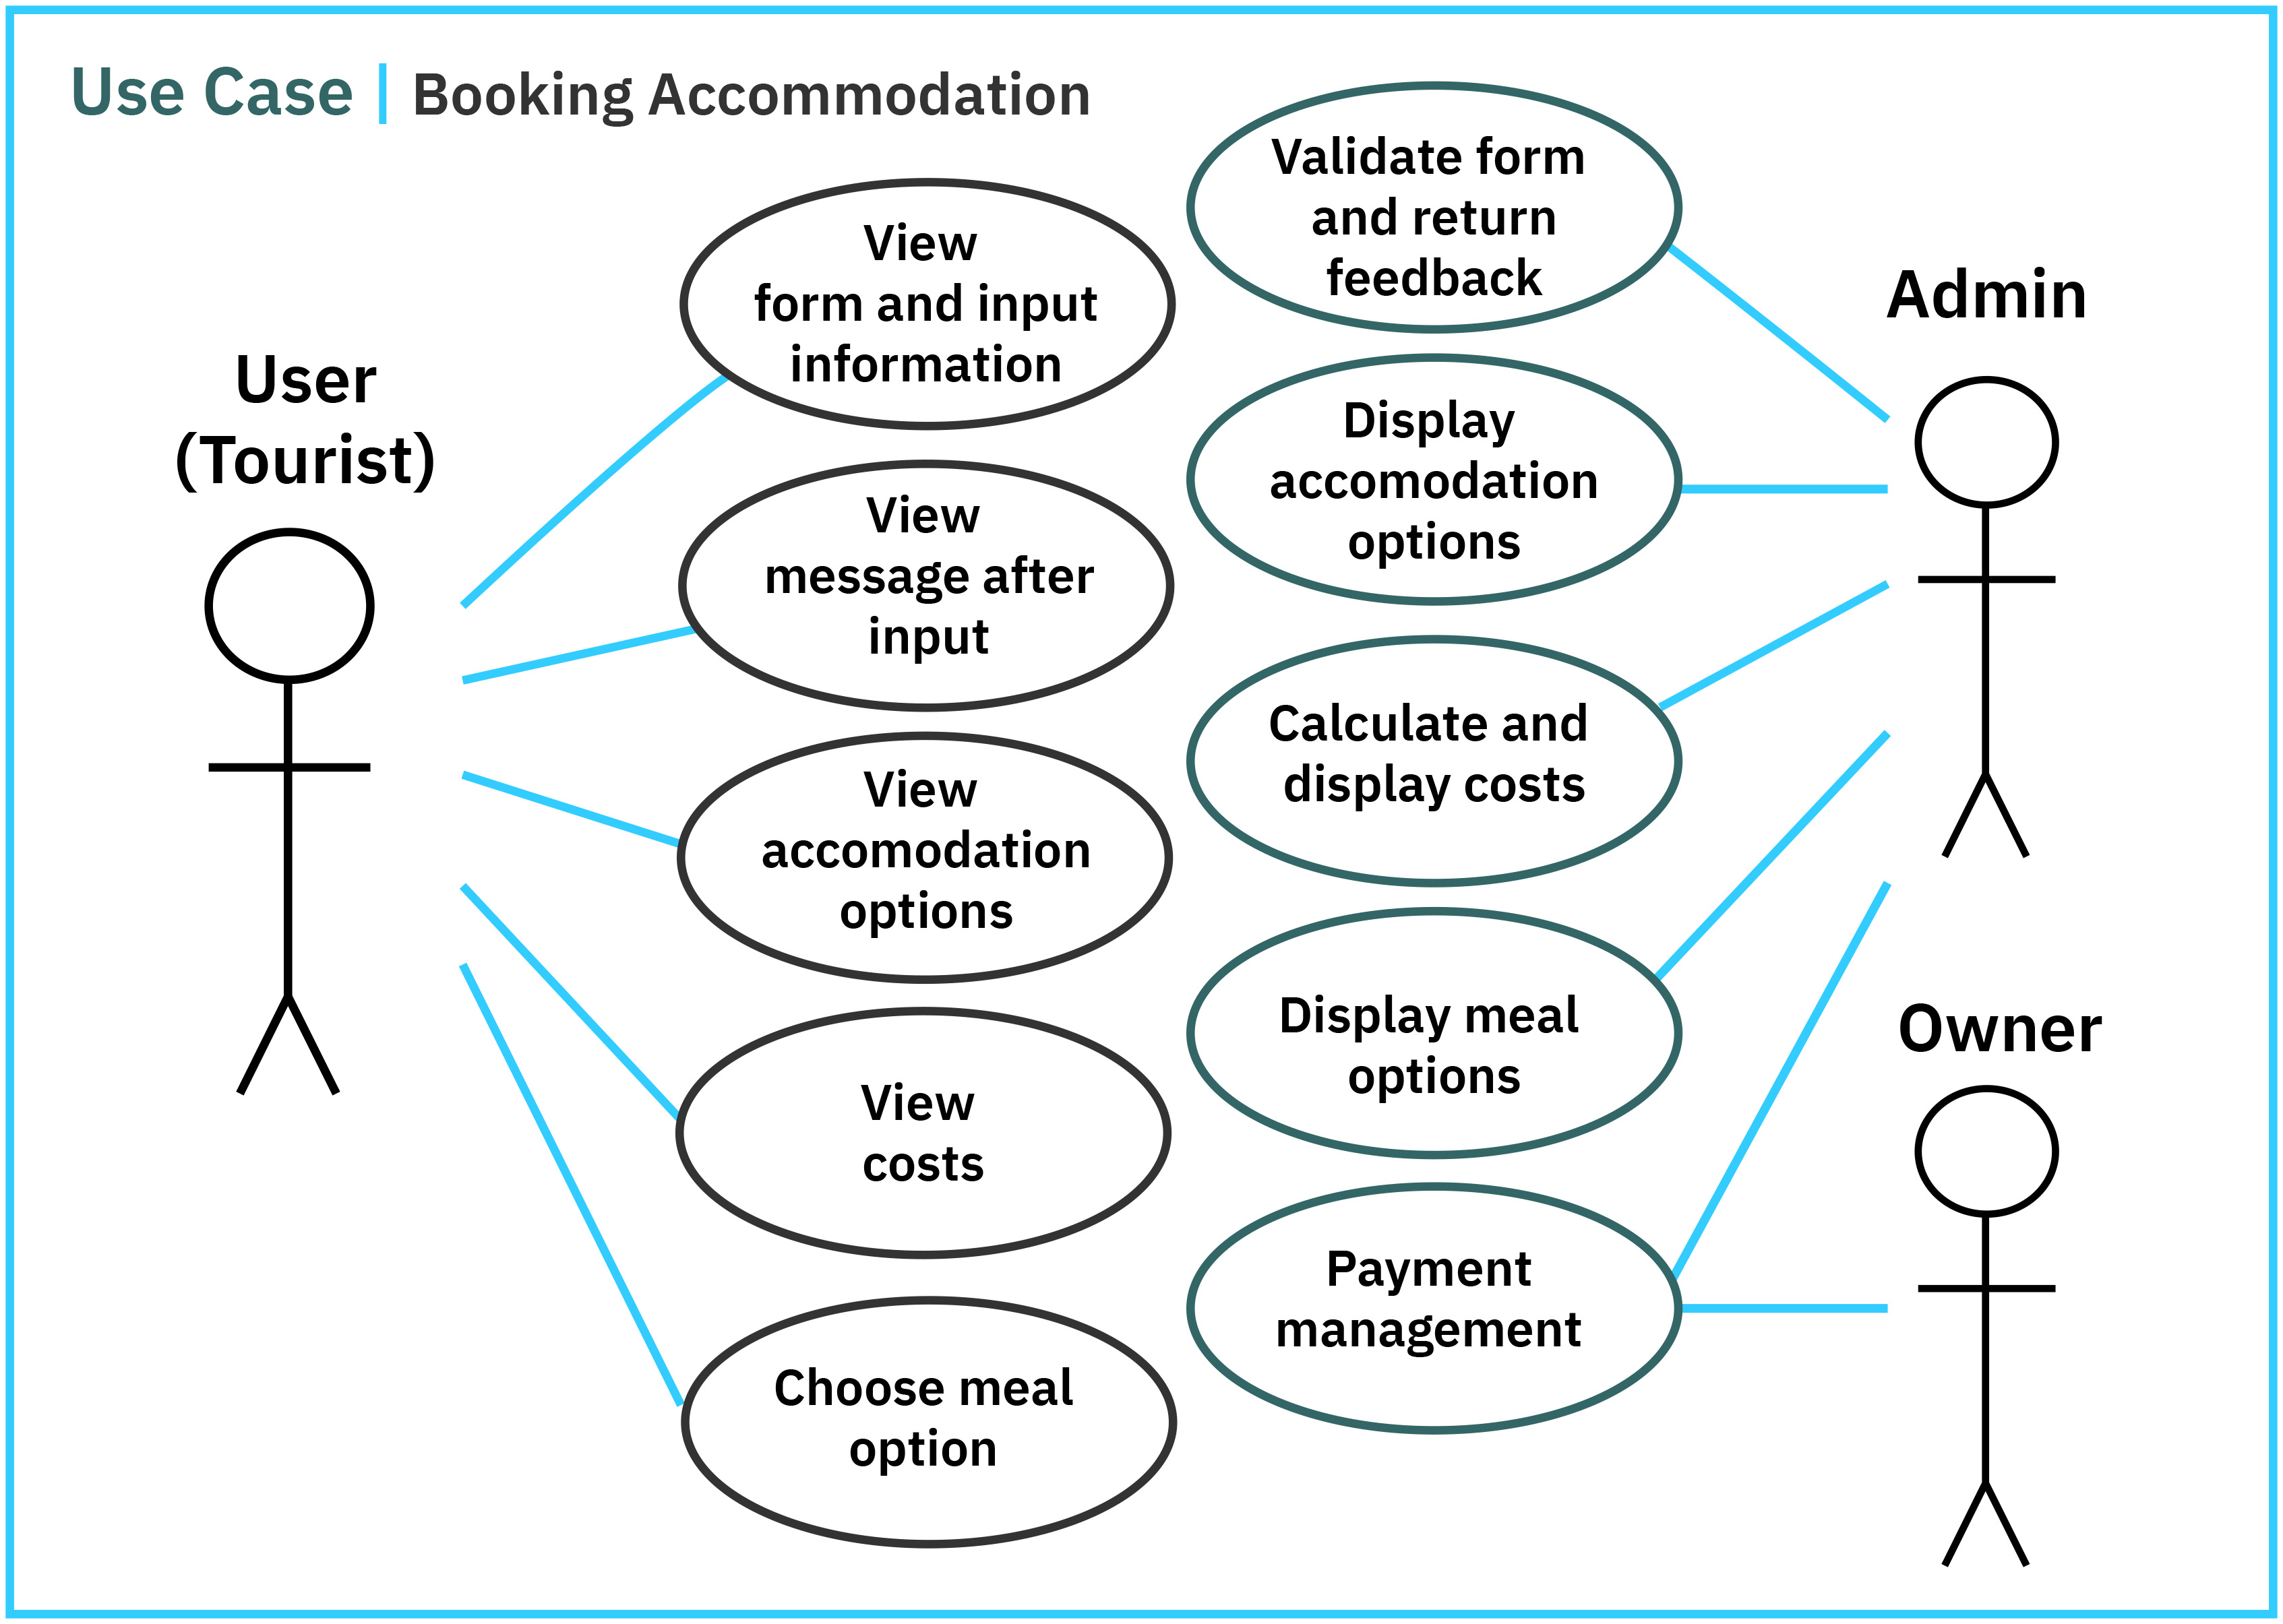 Use Case | Booking Accommodation
User
(Tourist)
View
form and input
information
View
message after
input
View
accomodation
options
View
costs
Choose meal
option
Validate form
and return
feedback
Display
accomodation
options
Calculate and
display costs
Display meal
options
Payment
management
Admin
Owner